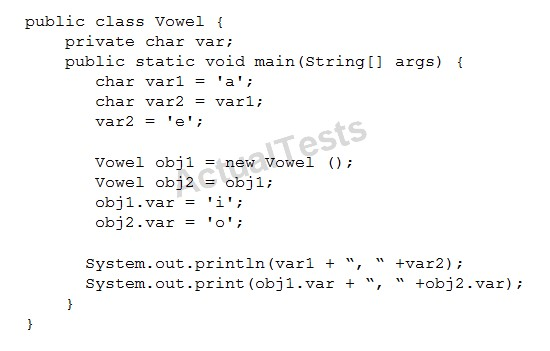 public class Vowel {
    private char var;
    public static void main(String[] args) {
       char var1 = 'a';
       char var2 = var1;
       var2 = 'e';
ActualTests
       Vowel obj1 = new Vowel ();
       Vowel obj2 = obj1;
       obj1.var = 'i';
       obj2.var = 'o';
      System.out.println(var1 + “, “ +var2);
      System.out.print(obj1.var + “, “ +obj2.var);
    }
}